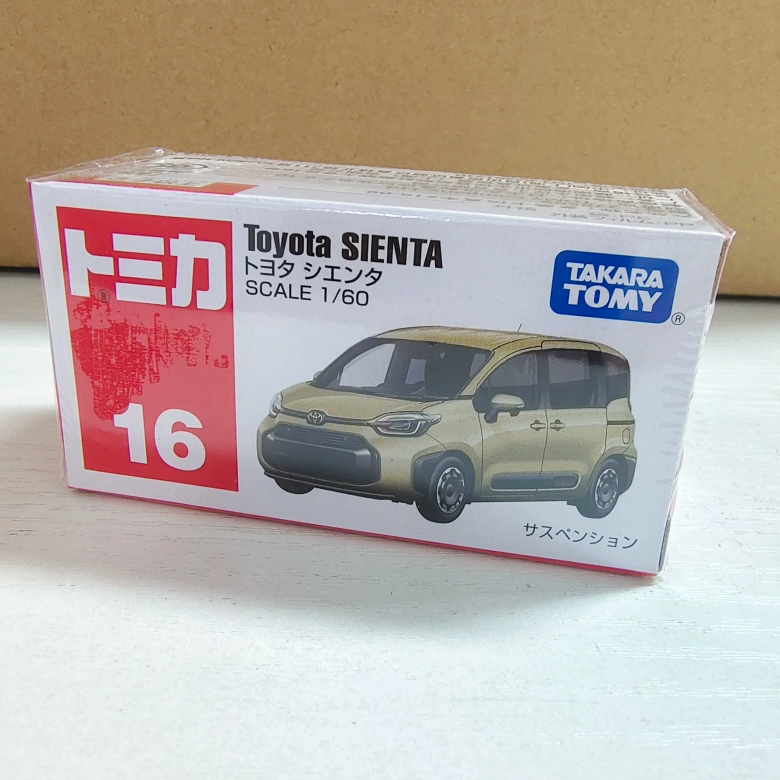 トミカ
®
16
Toyota SIENTA
トヨタ シエンタ
SCALE 1/60
TAKARA
TOMY
®
サスペンション